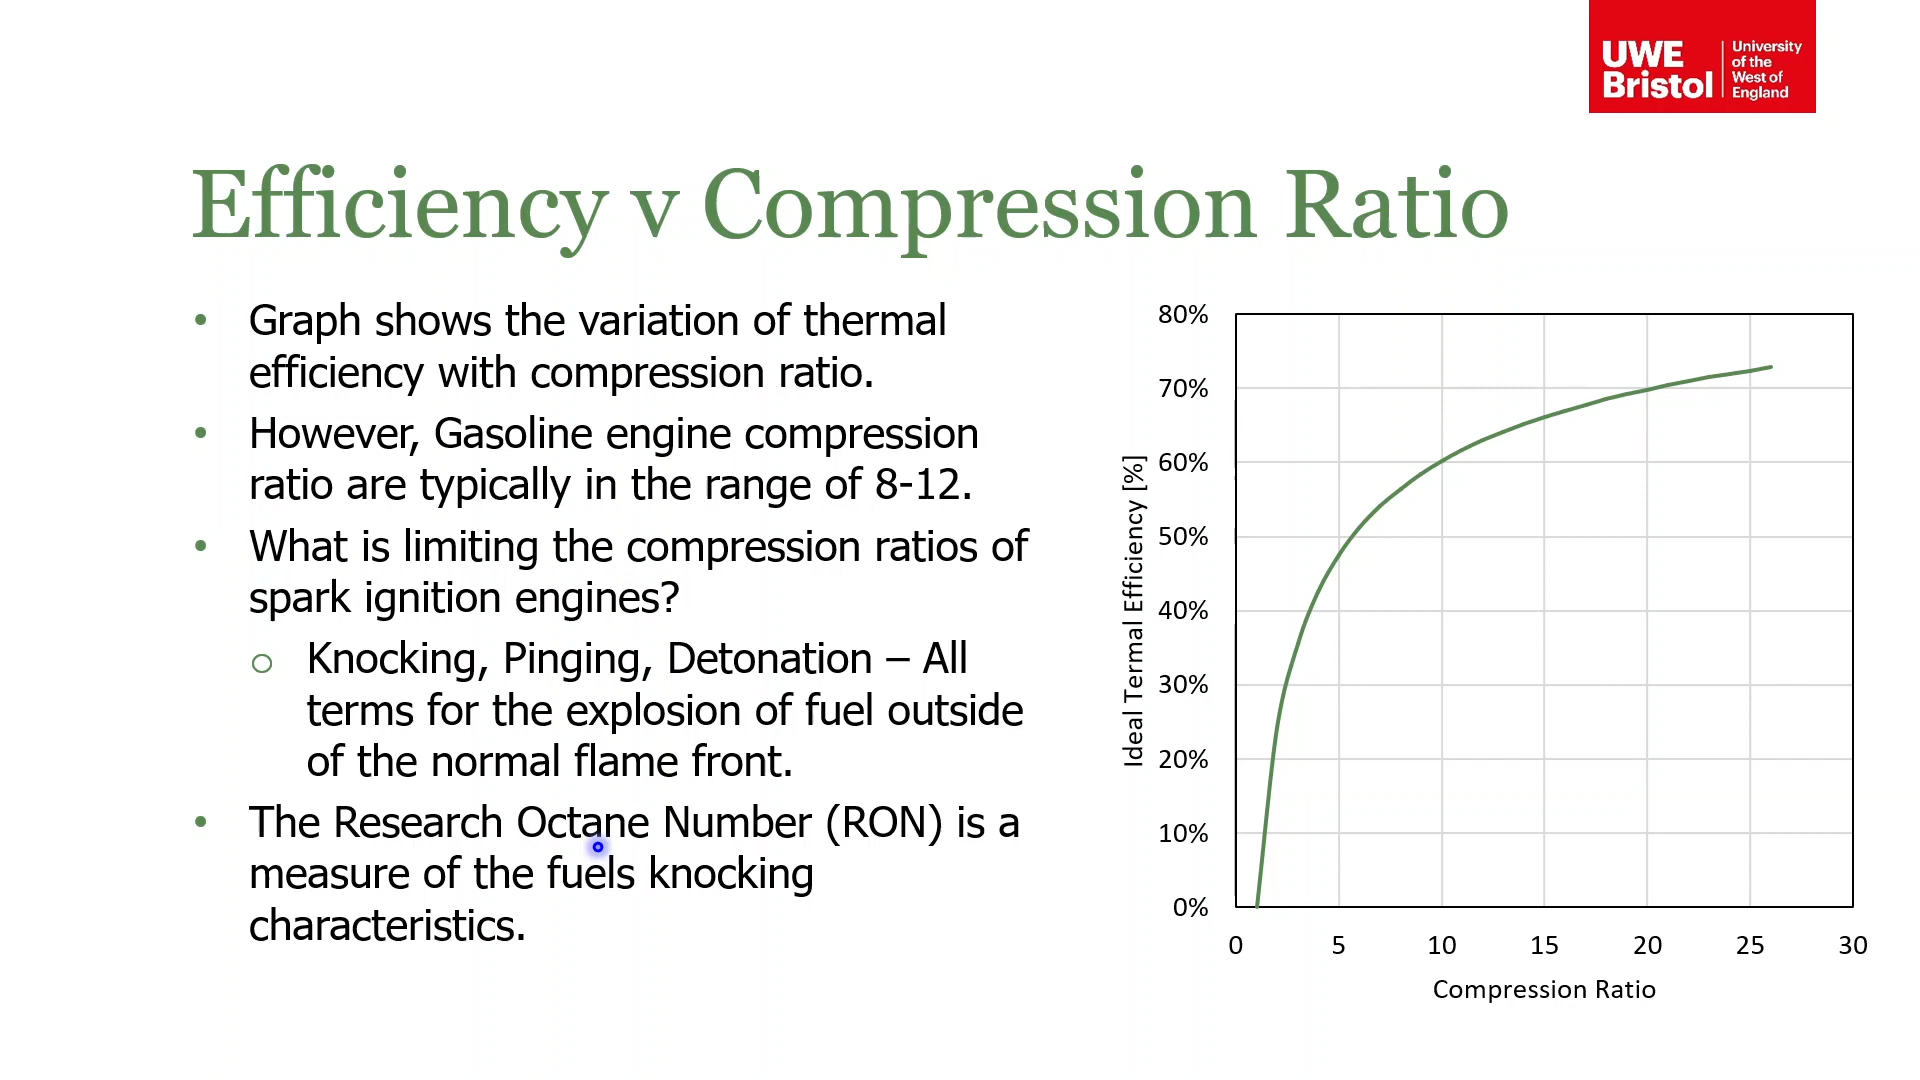 UWE
Bristol
University
of the
West of
England
Efficiency v Compression Ratio
• Graph shows the variation of thermal
efficiency with compression ratio.
• However, Gasoline engine compression
ratio are typically in the range of 8-12.
• What is limiting the compression ratios of
spark ignition engines?
○ Knocking, Pinging, Detonation – All
terms for the explosion of fuel outside
of the normal flame front.
• The Research Octane Number (RON) is a
measure of the fuels knocking
characteristics.
Ideal Termal Efficiency [%]
80%
70%
60%
50%
40%
30%
20%
10%
0%
0 5 10 15 20 25 30
Compression Ratio